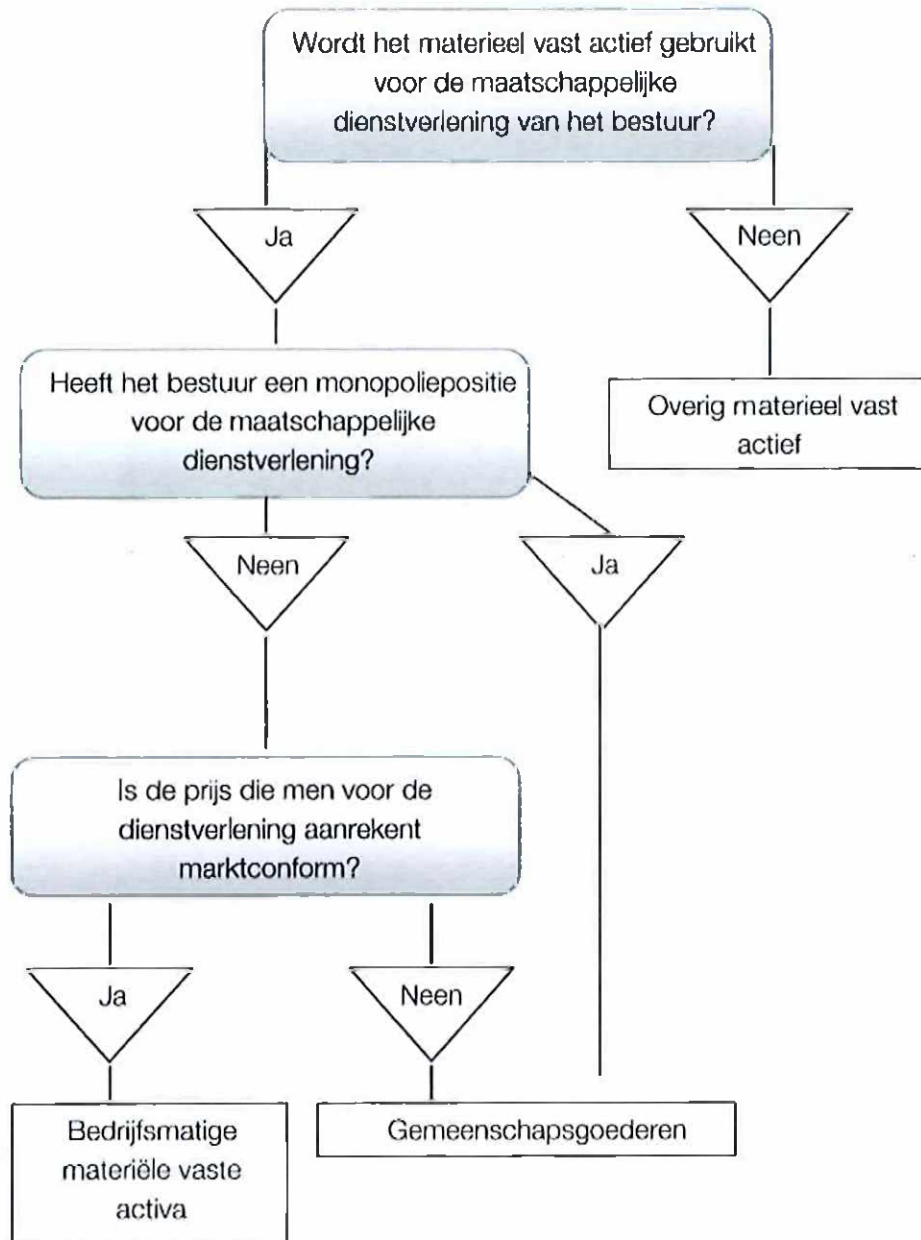 Wordt het materieel vast actief gebruikt
voor de maatschappelijke
dienstverlening van het bestuur?
Ja
Neen
Heeft het bestuur een monopoliepositie
voor de maatschappelijke
dienstverlening?
Overig materieel vast
actief
Neen
Ja
Is de prijs die men voor de
dienstverlening aanrekent
marktconform?
Ja
Neen
Bedrijfsmatige
materiële vaste
activa
Gemeenschapsgoederen